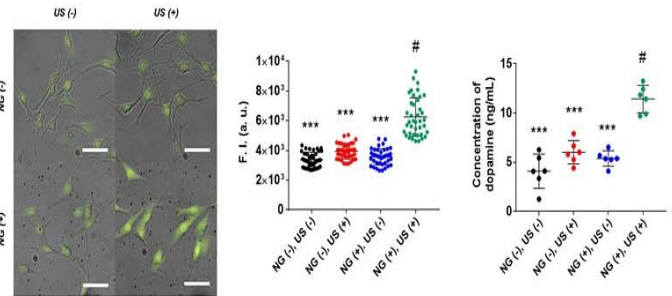 US (-) US (+)
NG (-)
NG (+)
F. I. (a. u.)
1×10⁴
8×10³
6×10³
4×10³
2×10³
0
***
***
***
#
NG (-), US (-)
NG (-), US (+)
NG (+), US (-)
NG (+), US (+)
Concentration of
dopamine (ng/mL)
15
10
5
0
***
***
***
#
NG (-), US (-)
NG (-), US (+)
NG (+), US (-)
NG (+), US (+)